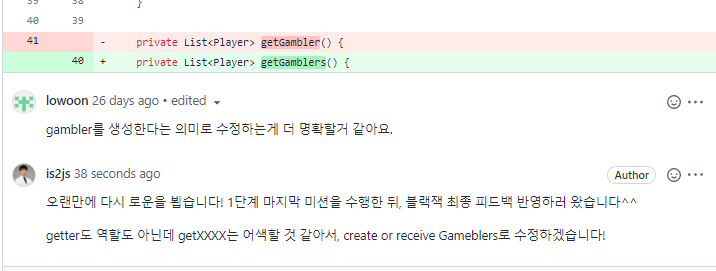 39 38 }
40 39
41 - private List<Player> getGambler() {
40 + private List<Player> getGamblers() {
lowoon 26 days ago • edited
gambler를 생성한다는 의미로 수정하는게 더 명확할거 같아요.
is2js 38 seconds ago Author
오랜만에 다시 로운을 뵙습니다! 1단계 마지막 미션을 수행한 뒤, 블랙잭 최종 피드백 반영하러 왔습니다^^
getter도 역할도 아닌데 getXXXX는 어색할 것 같아서, create or receive Gameblers로 수정하겠습니다!